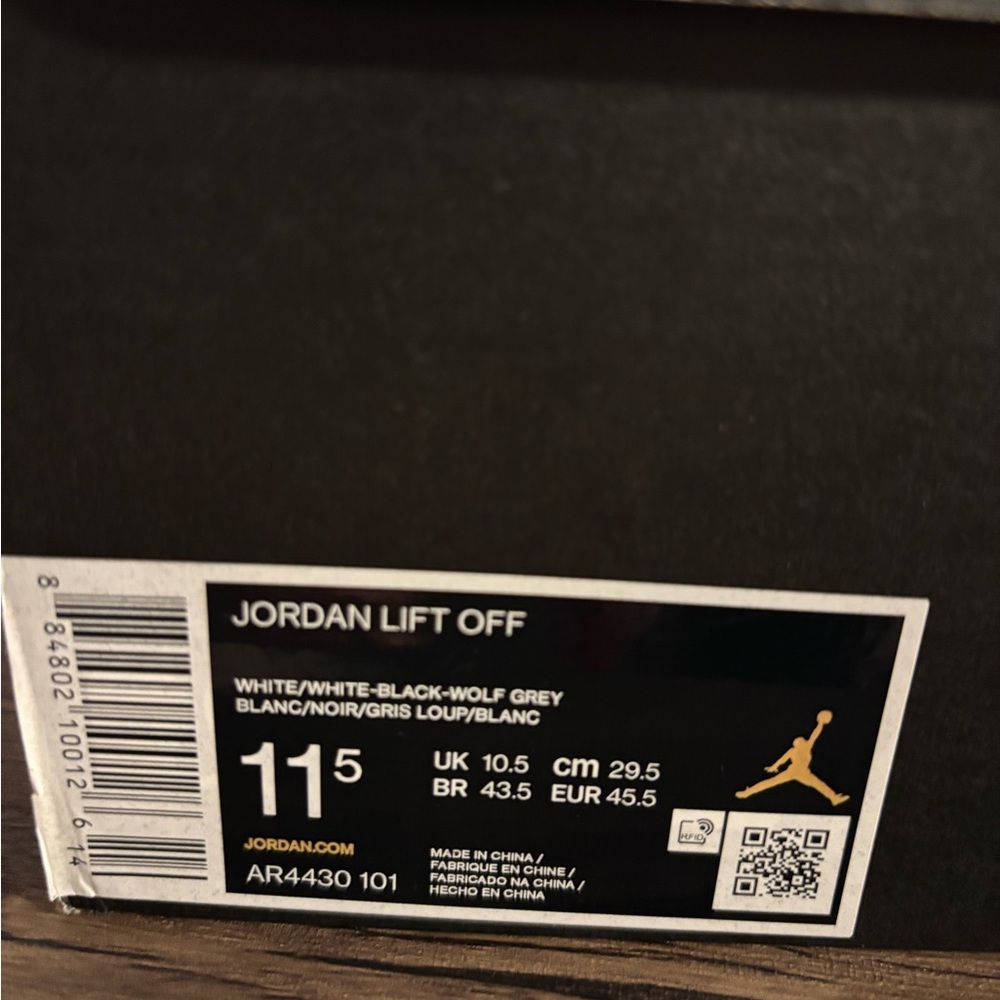 8 84802 10012 6 14
JORDAN LIFT OFF
WHITE/WHITE-BLACK-WOLF GREY
BLANC/NOIR/GRIS LOUP/BLANC
11 5
UK 10.5 cm 29.5
BR 43.5 EUR 45.5
RFID
JORDAN.COM
AR4430 101
MADE IN CHINA /
FABRIQUE EN CHINE /
FABRICADO NA CHINA /
HECHO EN CHINA